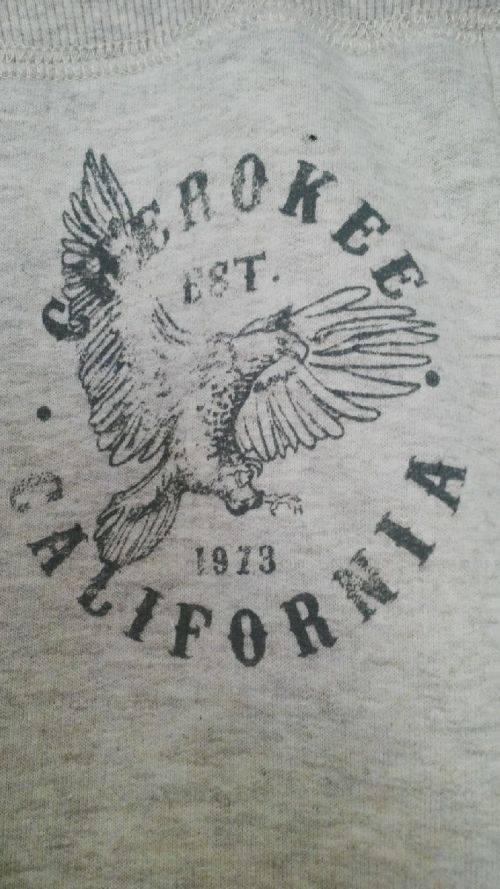 CHEROKEE
EST.
1973
CALIFORNIA